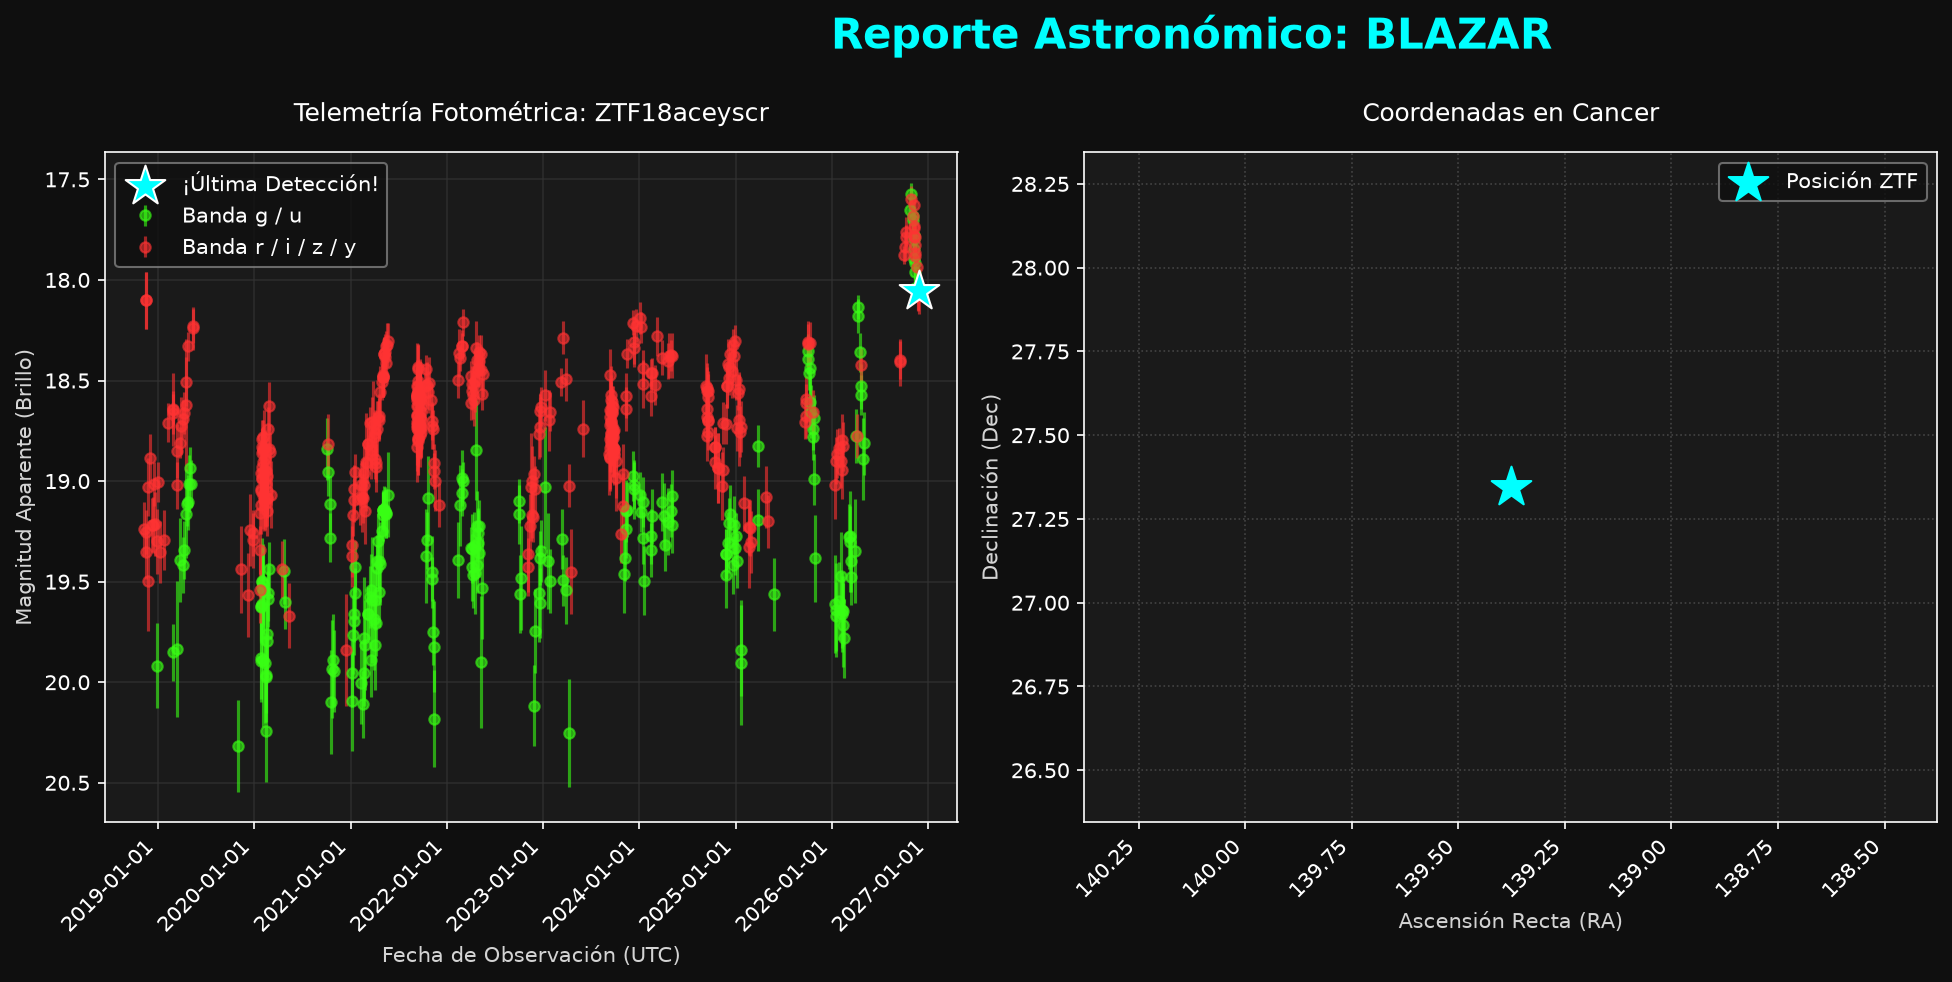 Reporte Astronómico: BLAZAR
Telemetría Fotométrica: ZTF18aceyscr
¡Última Detección!
Banda g / u
Banda r / i / z / y
Magnitud Aparente (Brillo)
17.5
18.0
18.5
19.0
19.5
20.0
20.5
2019-01-01
2020-01-01
2021-01-01
2022-01-01
2023-01-01
2024-01-01
2025-01-01
2026-01-01
2027-01-01
Fecha de Observación (UTC)
Coordenadas en Cancer
Posición ZTF
Declinación (Dec)
28.25
28.00
27.75
27.50
27.25
27.00
26.75
26.50
140.25
140.00
139.75
139.50
139.25
139.00
138.75
138.50
Ascensión Recta (RA)